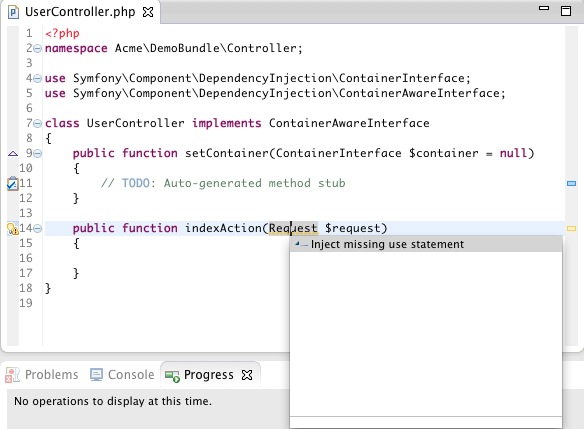 UserController.php
1 <?php
2 namespace Acme\DemoBundle\Controller;
3
4 use Symfony\Component\DependencyInjection\ContainerInterface;
5 use Symfony\Component\DependencyInjection\ContainerAwareInterface;
6
7 class UserController implements ContainerAwareInterface
8 {
9 public function setContainer(ContainerInterface $container = null)
10 {
11 // TODO: Auto-generated method stub
12 }
13
14 public function indexAction(Request $request)
Inject missing use statement
15 {
16
17 }
18 }
19
Problems Console Progress
No operations to display at this time.